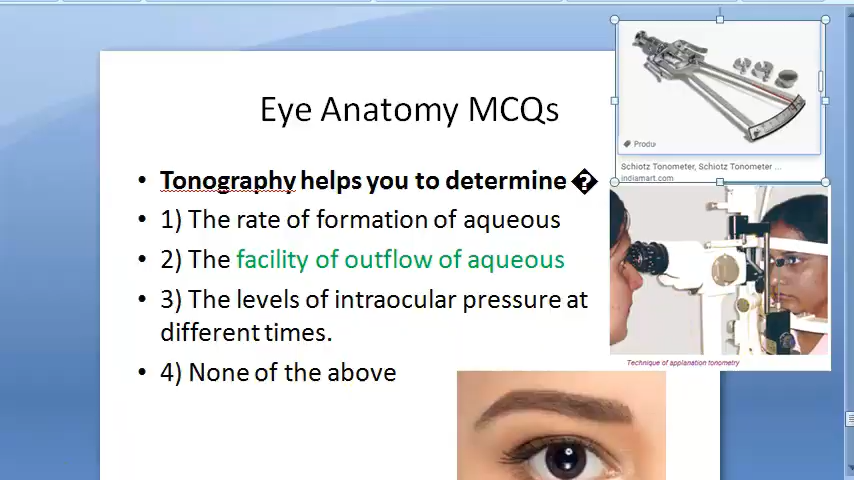 Eye Anatomy MCQs
• Tonography helps you to determine �
• 1) The rate of formation of aqueous
• 2) The facility of outflow of aqueous
• 3) The levels of intraocular pressure at
different times.
• 4) None of the above
Produ
Schiotz Tonometer, Schiotz Tonometer ...
indiamart.com
Technique of applanation tonometry